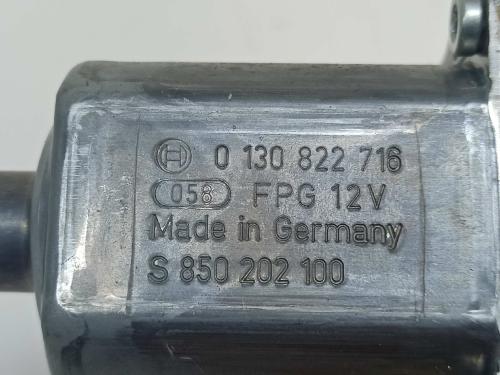 0 130 822 716
058 FPG 12V
Made in Germany
S 850 202 100